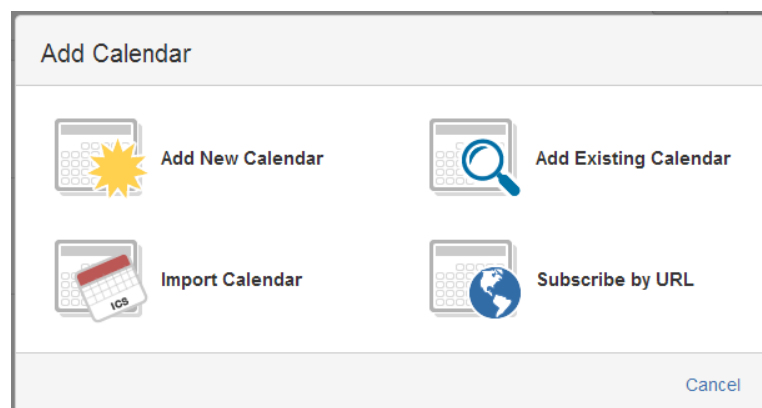 Add Calendar
Add New Calendar
Add Existing Calendar
Import Calendar
ICS
Subscribe by URL
Cancel